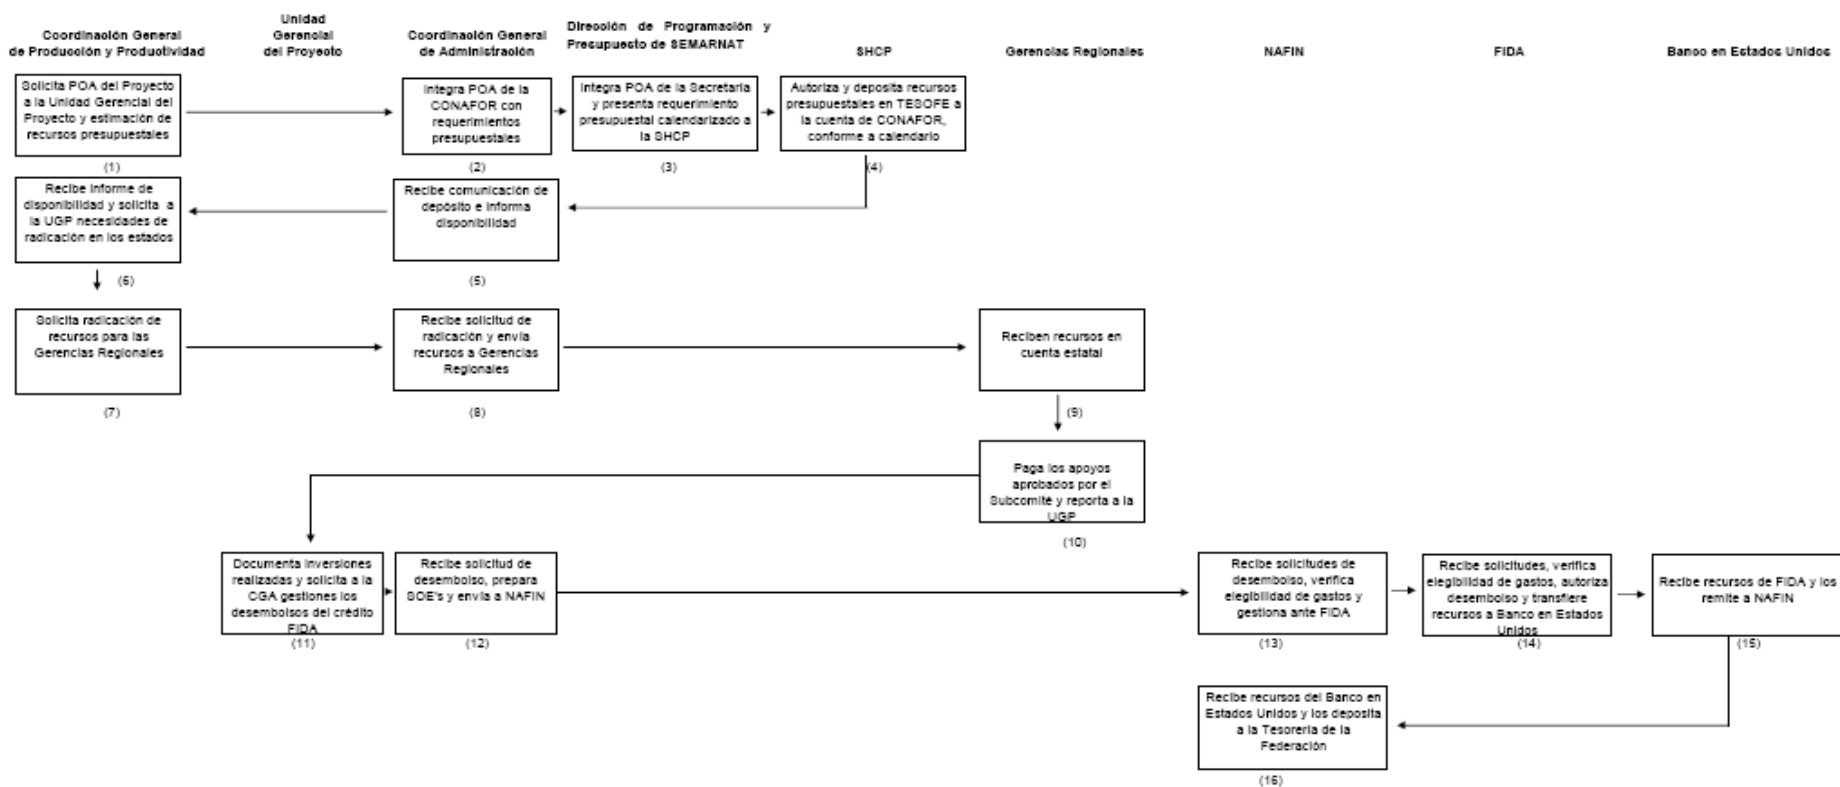 Coordinación General
de Producción y Productividad
Unidad
Gerencial
del Proyecto
Coordinación General
de Administración
Dirección de Programación y
Presupuesto de SEMARNAT
SHCP
Gerencias Regionales
NAFIN
FIDA
Banco en Estados Unidos
Solicita POA del Proyecto
a la Unidad Gerencial del
Proyecto y estimación de
recursos presupuestales
(1)
Integra POA de la
CONAFOR con
requerimientos
presupuestales
(2)
Integra POA de la Secretaria
y presenta requerimiento
presupuestal calendarizado a
la SHCP
(3)
Autoriza y deposita recursos
presupuestales en TESOFE a
la cuenta de CONAFOR,
conforme a calendario
(4)
Recibe informe de
disponibilidad y solicita a
la UGP necesidades de
radicación en los estados
(6)
Recibe comunicación de
depósito e informa
disponibilidad
(5)
Solicita radicación de
recursos para las
Gerencias Regionales
(7)
Recibe solicitud de
radicación y envía
recursos a Gerencias
Regionales
(8)
Reciben recursos en
cuenta estatal
(9)
Paga los apoyos
aprobados por el
Subcomité y reporta a la
UGP
(10)
Documenta inversiones
realizadas y solicita a la
CGA gestiones los
desembolsos del crédito
FIDA
(11)
Recibe solicitud de
desembolso, prepara
SOE's y envía a NAFIN
(12)
Recibe solicitudes de
desembolso, verifica
elegibilidad de gastos y
gestiona ante FIDA
(13)
Recibe solicitudes, verifica
elegibilidad de gastos, autoriza
desembolso y transfiere
recursos a Banco en Estados
Unidos
(14)
Recibe recursos de FIDA y los
remite a NAFIN
(15)
Recibe recursos del Banco en
Estados Unidos y los deposita
a la Tesorería de la
Federación
(16)